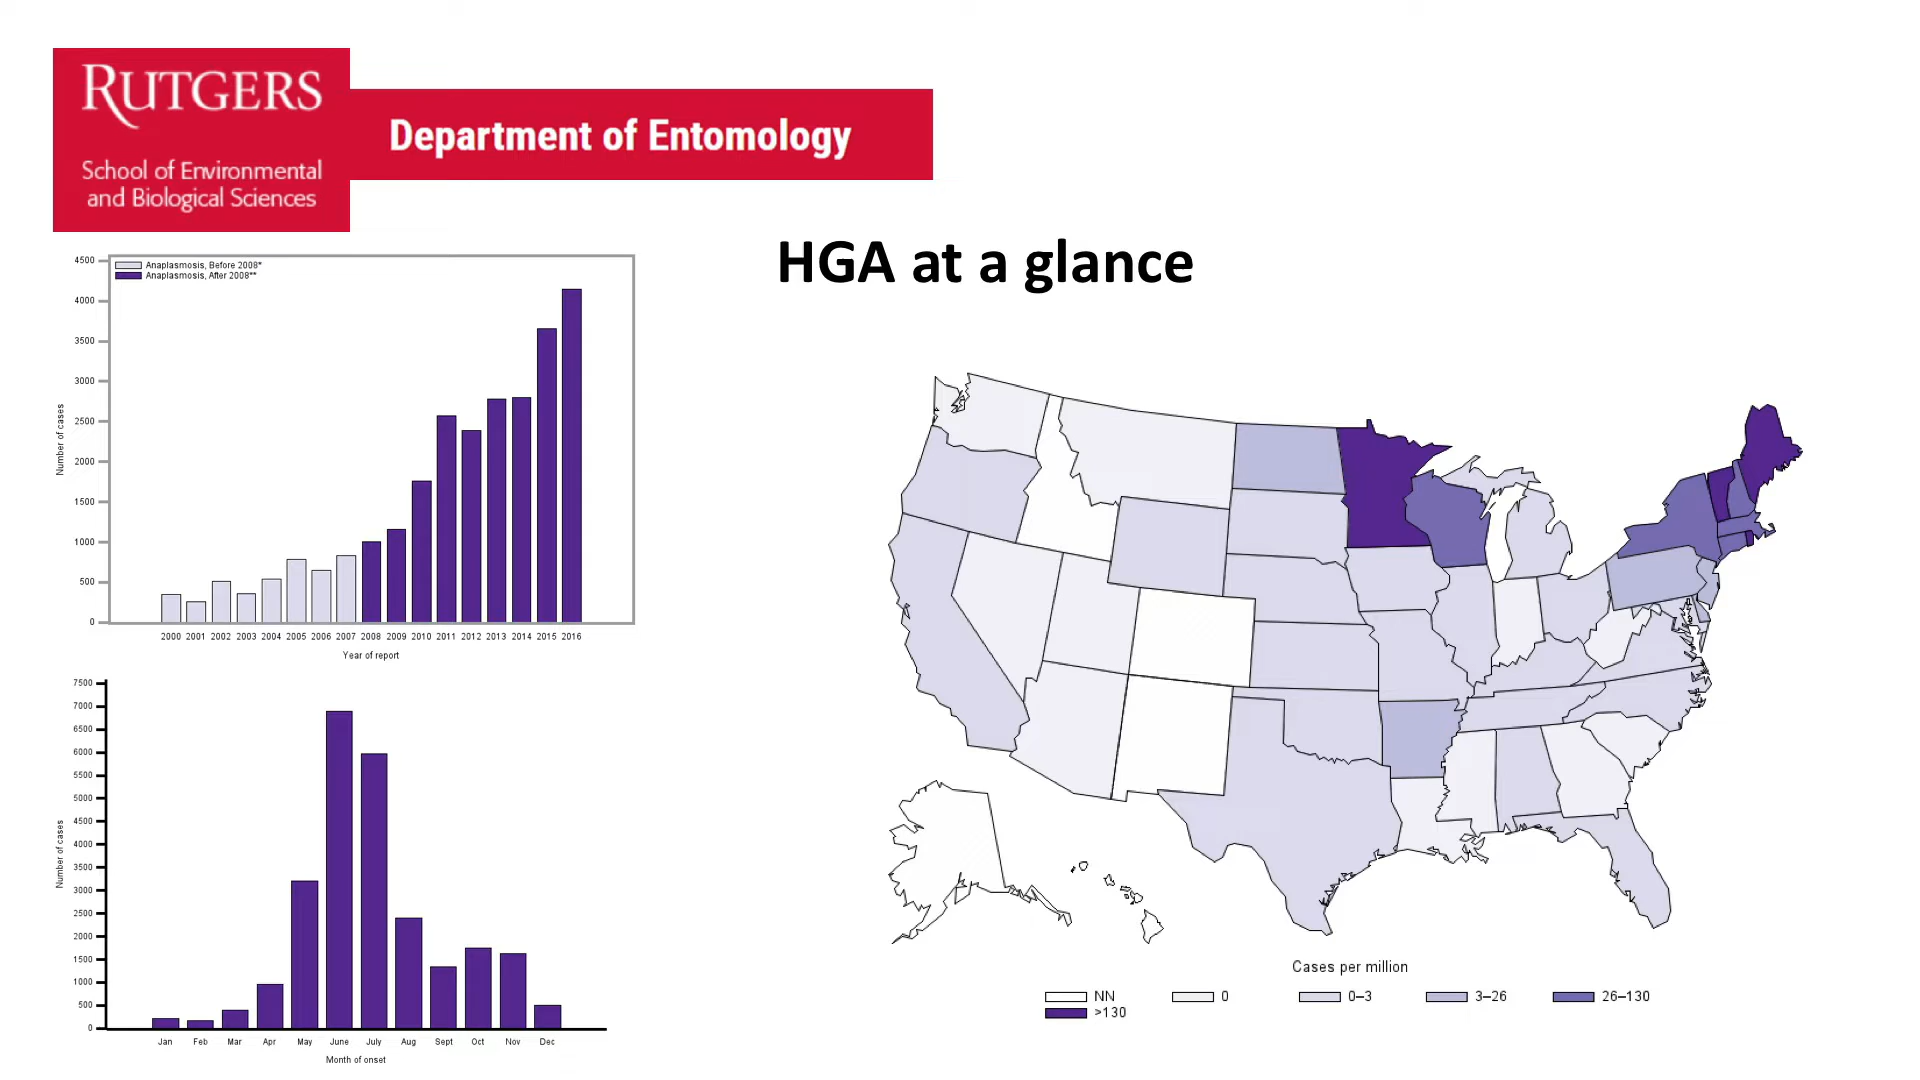 RUTGERS
School of Environmental
and Biological Sciences
Department of Entomology
HGA at a glance
Anaplasmosis, Before 2008*
Anaplasmosis, After 2008**
4500
4000
3500
3000
2500
2000
1500
1000
500
0
Number of cases
2000 2001 2002 2003 2004 2005 2006 2007 2008 2009 2010 2011 2012 2013 2014 2015 2016
Year of report
7500
7000
6500
6000
5500
5000
4500
4000
3500
3000
2500
2000
1500
1000
500
0
Number of cases
Jan Feb Mar Apr May June July Aug Sept Oct Nov Dec
Month of onset
Cases per million
NN 0 0–3 3–26 26–130
>130